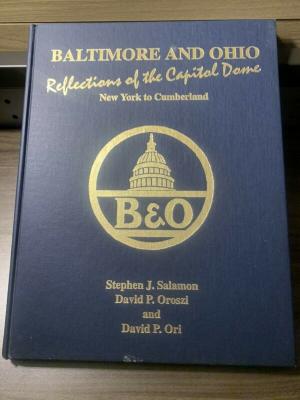 BALTIMORE AND OHIO
Reflections of the Capitol Dome
New York to Cumberland
B&O
Stephen J. Salamon
David P. Oroszi
and
David P. Ori